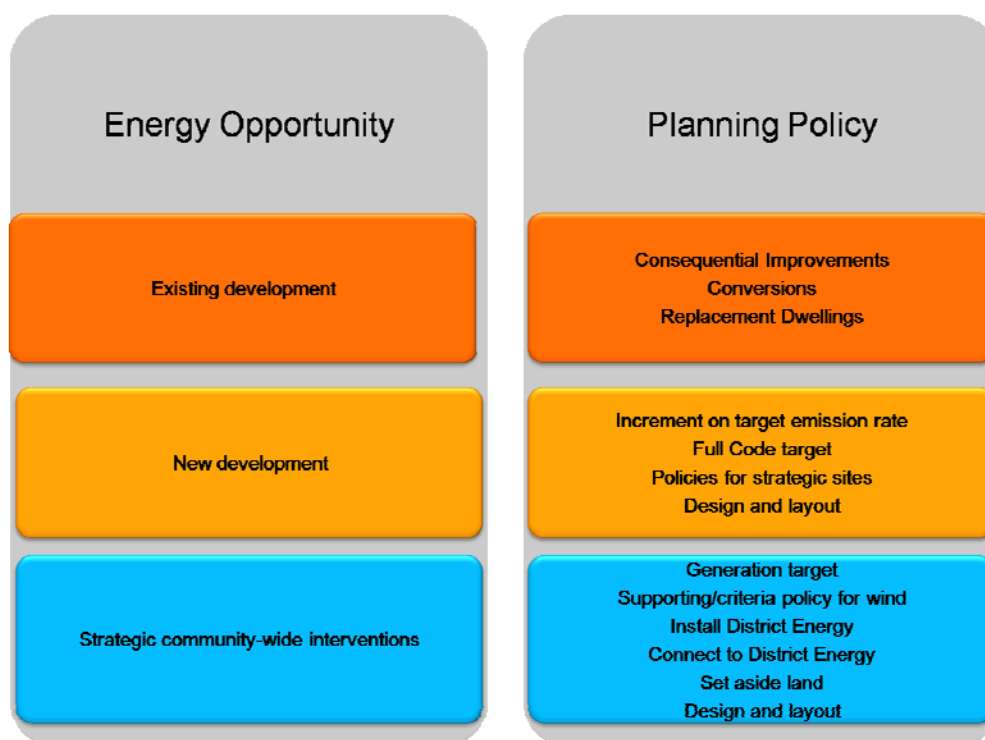 Energy Opportunity
Planning Policy
Existing development
Consequential Improvements
Conversions
Replacement Dwellings
New development
Increment on target emission rate
Full Code target
Policies for strategic sites
Design and layout
Strategic community-wide interventions
Generation target
Supporting/criteria policy for wind
Install District Energy
Connect to District Energy
Set aside land
Design and layout